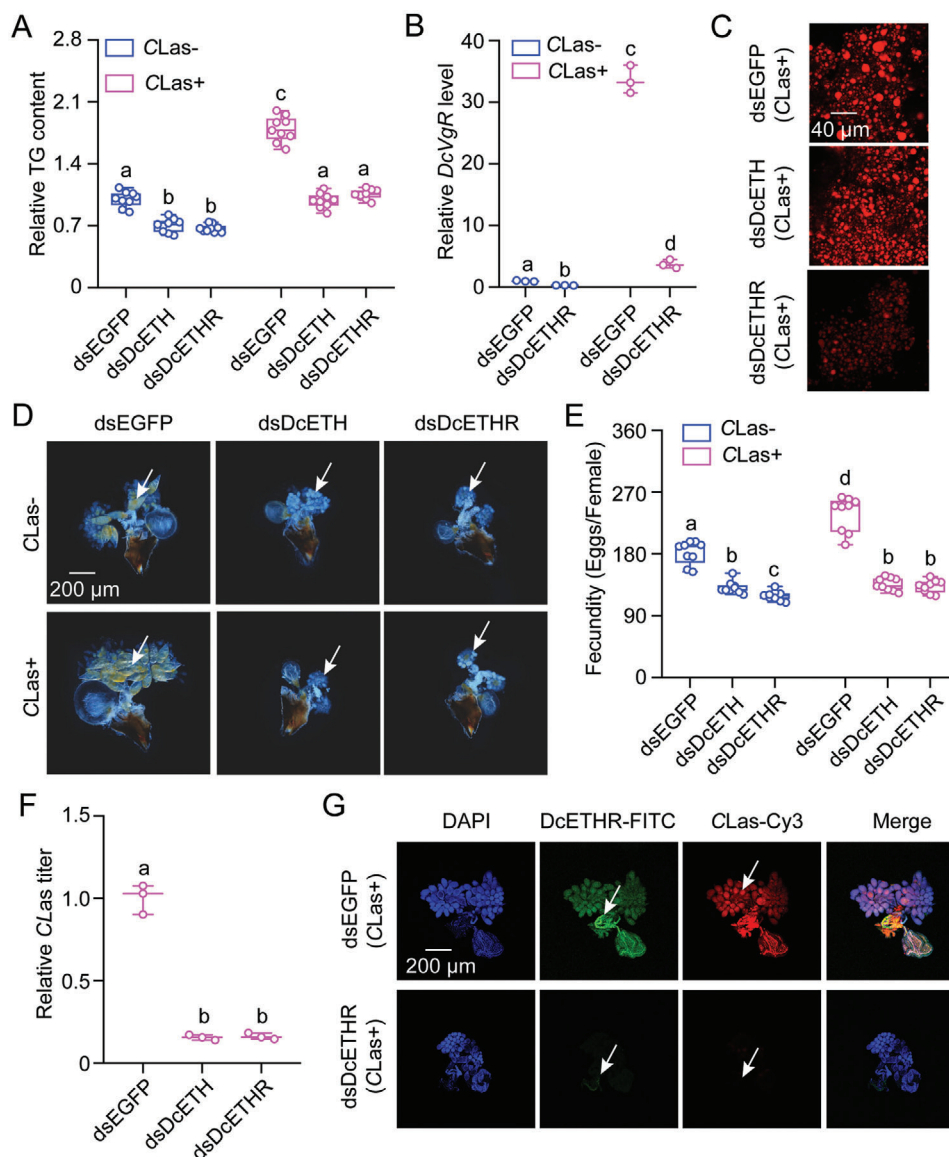 A
CLas-
CLas+
Relative TG content
2.8
2.1
1.4
0.7
0
a
b
b
c
a
a
dsEGFP
dsDcETH
dsDcETHR
dsEGFP
dsDcETH
dsDcETHR
B
CLas-
CLas+
Relative DcVgR level
40
30
20
10
0
a
b
c
d
dsEGFP
dsDcETHR
dsEGFP
dsDcETHR
C
dsEGFP
(CLas+)
40 µm
dsDcETH
(CLas+)
dsDcETHR
(CLas+)
D
dsEGFP
dsDcETH
dsDcETHR
CLas-
200 µm
CLas+
E
CLas-
CLas+
Fecundity (Eggs/Female)
360
270
180
90
0
a
b
c
d
b
b
dsEGFP
dsDcETH
dsDcETHR
dsEGFP
dsDcETH
dsDcETHR
F
Relative CLas titer
1.5
1.0
0.5
0
a
b
b
dsEGFP
dsDcETH
dsDcETHR
G
DAPI
DcETHR-FITC
CLas-Cy3
Merge
dsEGFP
(CLas+)
200 µm
dsDcETHR
(CLas+)